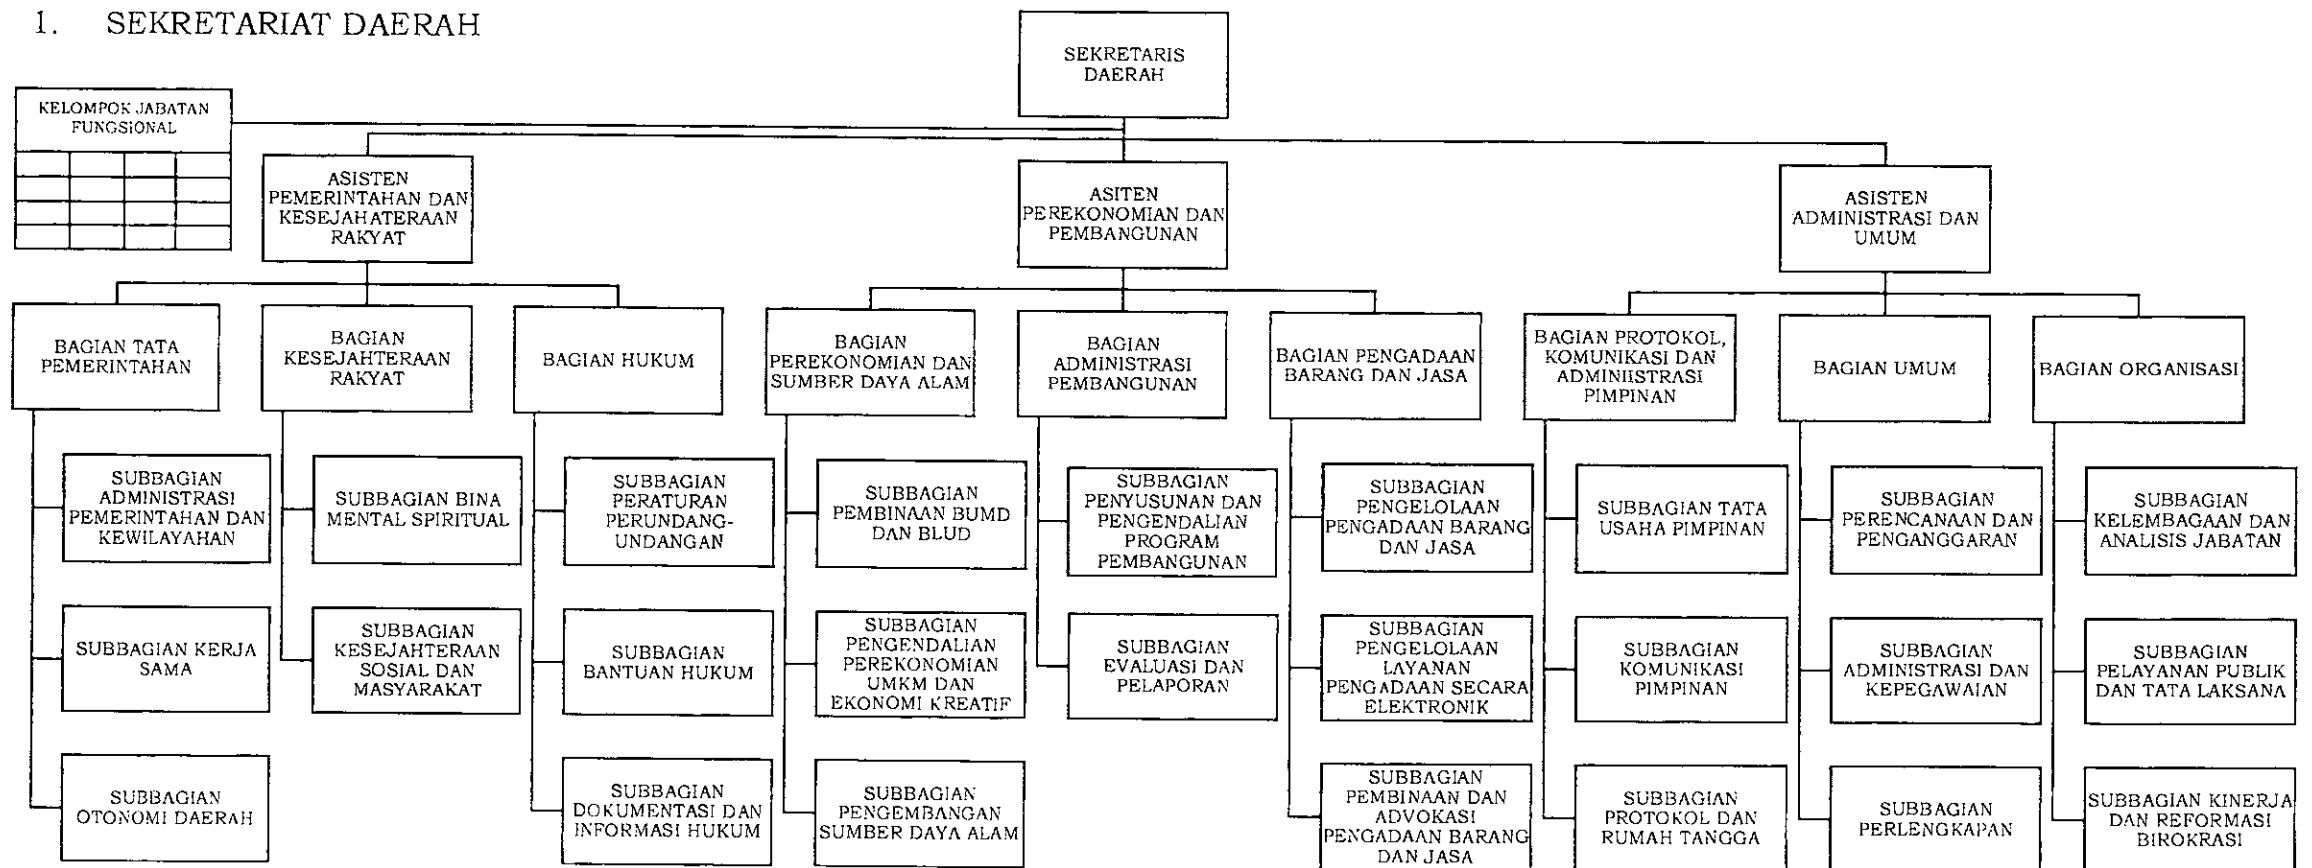 1. SEKRETARIAT DAERAH
SEKRETARIS
DAERAH
KELOMPOK JABATAN
FUNGSIONAL
ASISTEN
PEMERINTAHAN DAN
KESEJAHATERAAN
RAKYAT
ASITEN
PEREKONOMIAN DAN
PEMBANGUNAN
ASISTEN
ADMINISTRASI DAN
UMUM
BAGIAN TATA
PEMERINTAHAN
BAGIAN
KESEJAHTERAAN
RAKYAT
BAGIAN HUKUM
BAGIAN
PEREKONOMIAN DAN
SUMBER DAYA ALAM
BAGIAN
ADMINISTRASI
PEMBANGUNAN
BAGIAN PENGADAAN
BARANG DAN JASA
BAGIAN PROTOKOL,
KOMUNIKASI DAN
ADMINIISTRASI
PIMPINAN
BAGIAN UMUM
BAGIAN ORGANISASI
SUBBAGIAN
ADMINISTRASI
PEMERINTAHAN DAN
KEWILAYAHAN
SUBBAGIAN BINA
MENTAL SPIRITUAL
SUBBAGIAN
PERATURAN
PERUNDANG-
UNDANGAN
SUBBAGIAN
PEMBINAAN BUMD
DAN BLUD
SUBBAGIAN
PENYUSUNAN DAN
PENGENDALIAN
PROGRAM
PEMBANGUNAN
SUBBAGIAN
PENGELOLAAN
PENGADAAN BARANG
DAN JASA
SUBBAGIAN TATA
USAHA PIMPINAN
SUBBAGIAN
PERENCANAAN DAN
PENGANGGARAN
SUBBAGIAN
KELEMBAGAAN DAN
ANALISIS JABATAN
SUBBAGIAN KERJA
SAMA
SUBBAGIAN
KESEJAHTERAAN
SOSIAL DAN
MASYARAKAT
SUBBAGIAN
BANTUAN HUKUM
SUBBAGIAN
PENGENDALIAN
PEREKONOMIAN
UMKM DAN
EKONOMI KREATIF
SUBBAGIAN
EVALUASI DAN
PELAPORAN
SUBBAGIAN
PENGELOLAAN
LAYANAN
PENGADAAN SECARA
ELEKTRONIK
SUBBAGIAN
KOMUNIKASI
PIMPINAN
SUBBAGIAN
ADMINISTRASI DAN
KEPEGAWAIAN
SUBBAGIAN
PELAYANAN PUBLIK
DAN TATA LAKSANA
SUBBAGIAN
OTONOMI DAERAH
SUBBAGIAN
DOKUMENTASI DAN
INFORMASI HUKUM
SUBBAGIAN
PENGEMBANGAN
SUMBER DAYA ALAM
SUBBAGIAN
PEMBINAAN DAN
ADVOKASI
PENGADAAN BARANG
DAN JASA
SUBBAGIAN
PROTOKOL DAN
RUMAH TANGGA
SUBBAGIAN
PERLENGKAPAN
SUBBAGIAN KINERJA
DAN REFORMASI
BIROKRASI